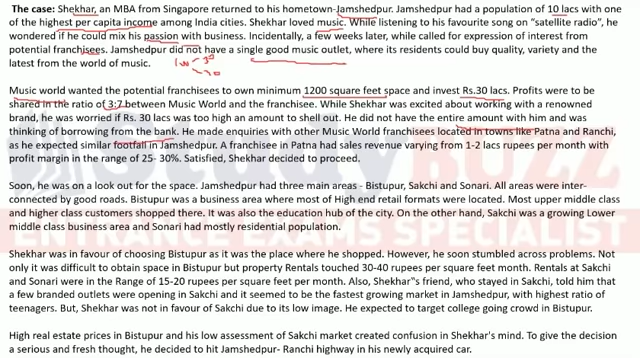 The case: Shekhar, an MBA from Singapore returned to his hometown-Jamshedpur. Jamshedpur had a population of 10 lacs with one
of the highest per capita income among India cities. Shekhar loved music. While listening to his favourite song on "satellite radio", he
wondered if he could mix his passion with business. Incidentally, a few weeks later, while called for expression of interest from
potential franchisees. Jamshedpur did not have a single good music outlet, where its residents could buy quality, variety and the
latest from the world of music.
Music world wanted the potential franchisees to own minimum 1200 square feet space and invest Rs.30 lacs. Profits were to be
shared in the ratio of 3:7 between Music World and the franchisee. While Shekhar was excited about working with a renowned
brand, he was worried if Rs. 30 lacs was too high an amount to shell out. He did not have the entire amount with him and was
thinking of borrowing from the bank. He made enquiries with other Music World franchisees located in towns like Patna and Ranchi,
as he expected similar footfall in Jamshedpur. A franchisee in Patna had sales revenue varying from 1-2 lacs rupees per month with
profit margin in the range of 25- 30%. Satisfied, Shekhar decided to proceed.
Soon, he was on a look out for the space. Jamshedpur had three main areas - Bistupur, Sakchi and Sonari. All areas were inter-
connected by good roads. Bistupur was a business area where most of High end retail formats were located. Most upper middle class
and higher class customers shopped there. It was also the education hub of the city. On the other hand, Sakchi was a growing Lower
middle class business area and Sonari had mostly residential population.
ENTRANCE EXAMS SPECIALIST
Shekhar was in favour of choosing Bistupur as it was the place where he shopped. However, he soon stumbled across problems. Not
only it was difficult to obtain space in Bistupur but property Rentals touched 30-40 rupees per square feet month. Rentals at Sakchi
and Sonari were in the Range of 15-20 rupees per square feet per month. Also, Shekhar"s friend, who stayed in Sakchi, told him that
a few branded outlets were opening in Sakchi and it seemed to be the fastest growing market in Jamshedpur, with highest ratio of
teenagers. But, Shekhar was not in favour of Sakchi due to its low image. He expected to target college going crowd in Bistupur.
High real estate prices in Bistupur and his low assessment of Sakchi market created confusion in Shekhar's mind. To give the decision
a serious and fresh thought, he decided to hit Jamshedpur- Ranchi highway in his newly acquired car.